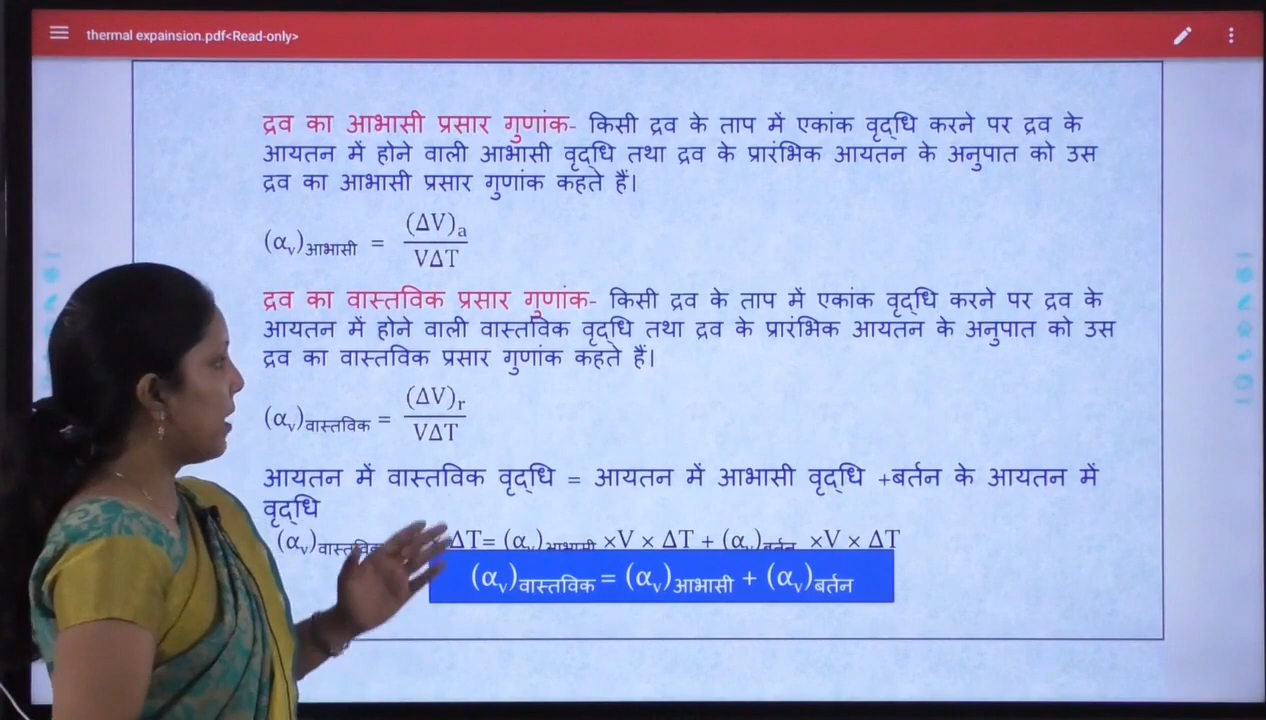 thermal expainsion.pdf<Read-only>
द्रव का आभासी प्रसार गुणांक- किसी द्रव के ताप में एकांक वृद्धि करने पर द्रव के
आयतन में होने वाली आभासी वृद्धि तथा द्रव के प्रारंभिक आयतन के अनुपात को उस
द्रव का आभासी प्रसार गुणांक कहते हैं।
(αᵥ)आभासी = (ΔV)ₐ / VΔT
द्रव का वास्तविक प्रसार गुणांक- किसी द्रव के ताप में एकांक वृद्धि करने पर द्रव के
आयतन में होने वाली वास्तविक वृद्धि तथा द्रव के प्रारंभिक आयतन के अनुपात को उस
द्रव का वास्तविक प्रसार गुणांक कहते हैं।
(αᵥ)वास्तविक = (ΔV)ᵣ / VΔT
आयतन में वास्तविक वृद्धि = आयतन में आभासी वृद्धि +बर्तन के आयतन में
वृद्धि
(αᵥ)वास्तविक × ΔT= (αᵥ)आभासी ×V × ΔT + (αᵥ)बर्तन ×V × ΔT
(αᵥ)वास्तविक = (αᵥ)आभासी + (αᵥ)बर्तन